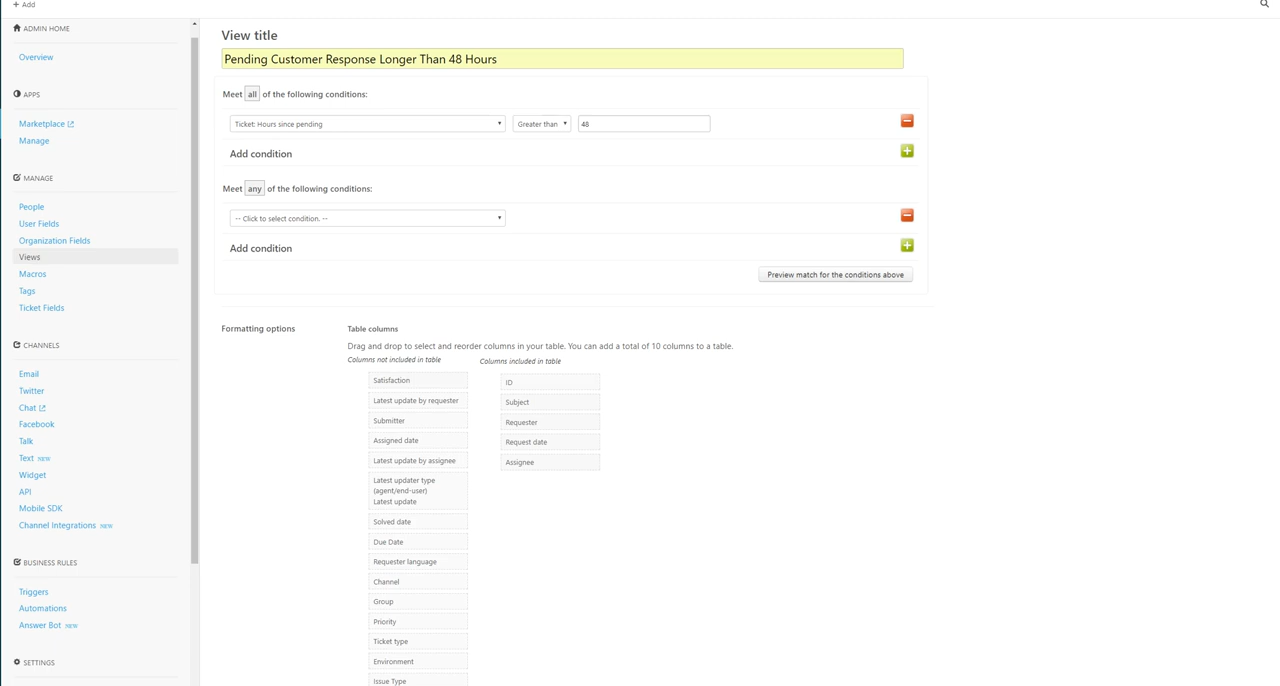 + Add
ADMIN HOME
Overview
APPS
Marketplace
Manage
MANAGE
People
User Fields
Organization Fields
Views
Macros
Tags
Ticket Fields
CHANNELS
Email
Twitter
Chat
Facebook
Talk
Text NEW
Widget
API
Mobile SDK
Channel Integrations NEW
BUSINESS RULES
Triggers
Automations
Answer Bot NEW
SETTINGS
View title
Pending Customer Response Longer Than 48 Hours
Meet all of the following conditions:
Ticket: Hours since pending Greater than 48
Add condition
Meet any of the following conditions:
-- Click to select condition. --
Add condition
Preview match for the conditions above
Formatting options
Table columns
Drag and drop to select and reorder columns in your table. You can add a total of 10 columns to a table.
Columns not included in table
Satisfaction
Latest update by requester
Submitter
Assigned date
Latest update by assignee
Latest updater type
(agent/end-user)
Latest update
Solved date
Due Date
Requester language
Channel
Group
Priority
Ticket type
Environment
Issue Type
Columns included in table
ID
Subject
Requester
Request date
Assignee